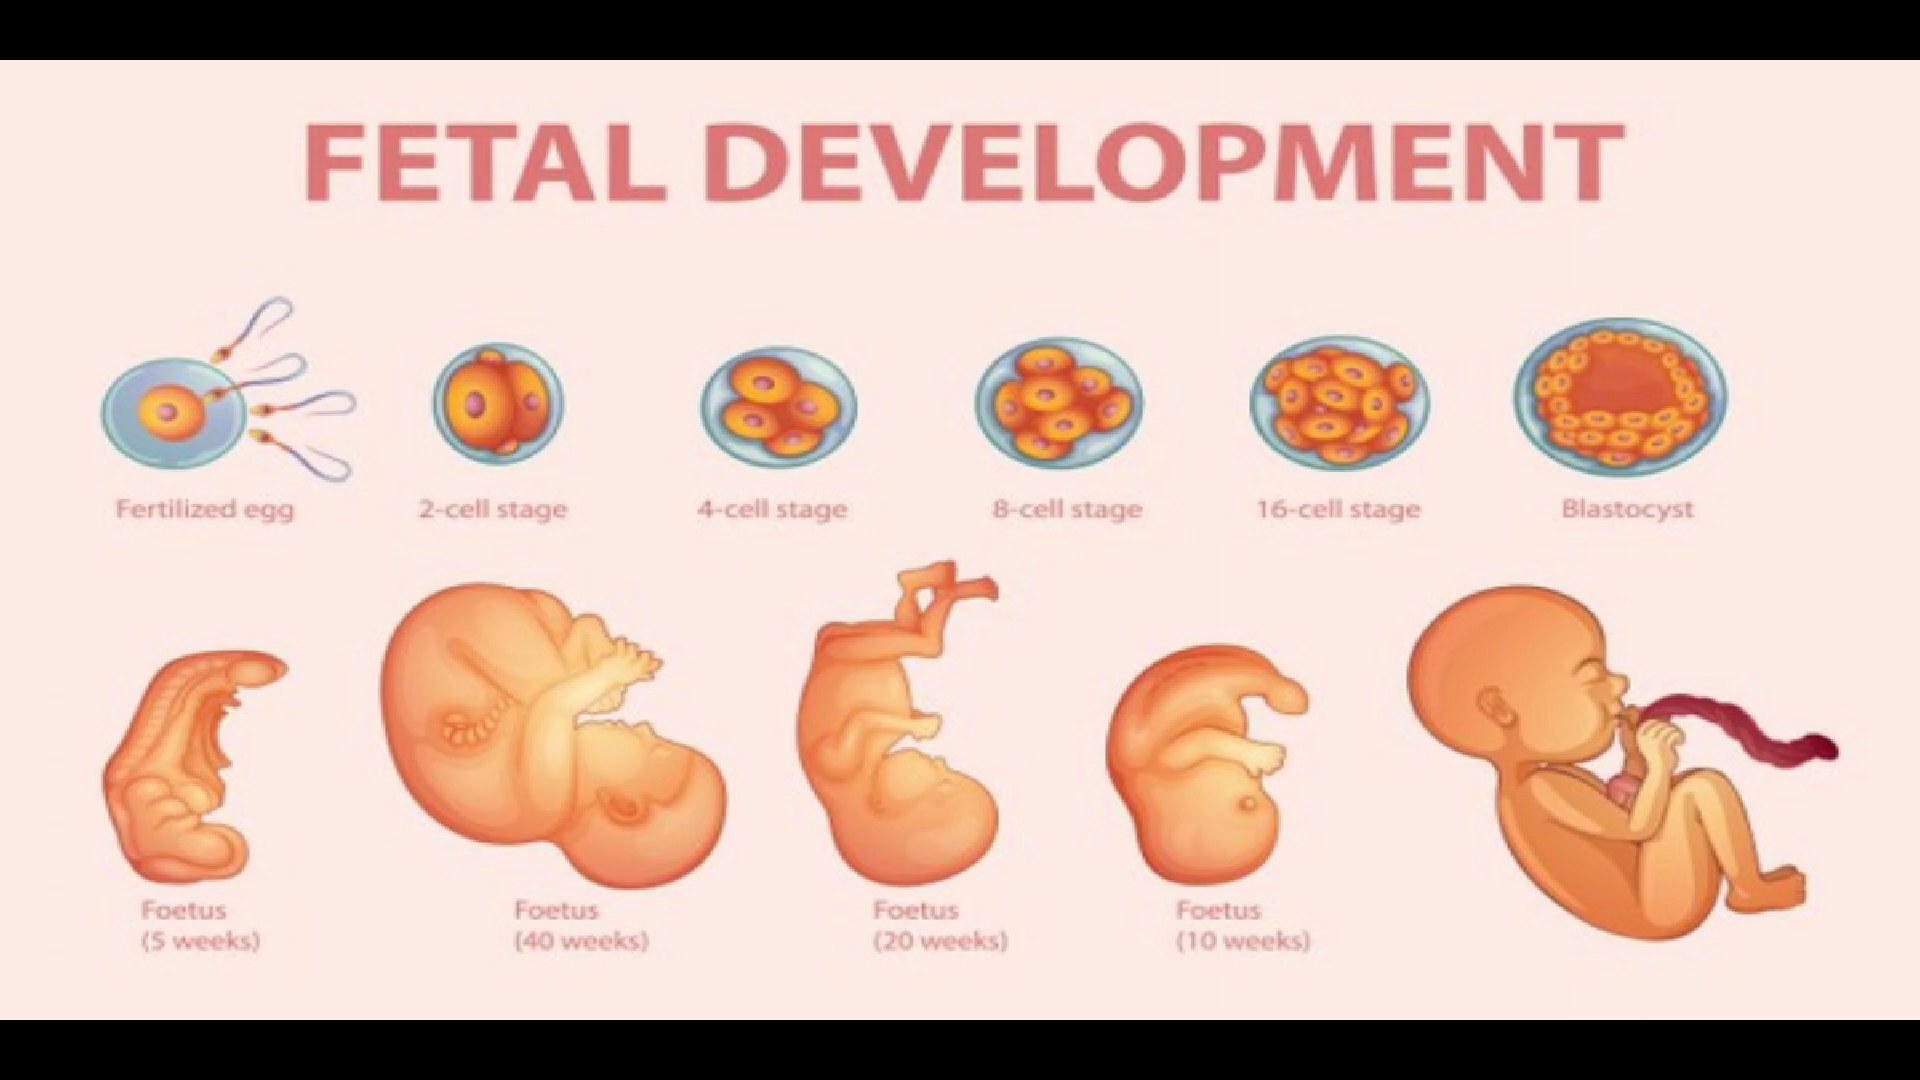 FETAL DEVELOPMENT
Fertilized egg
2-cell stage
4-cell stage
8-cell stage
16-cell stage
Blastocyst
Foetus
(5 weeks)
Foetus
(40 weeks)
Foetus
(20 weeks)
Foetus
(10 weeks)